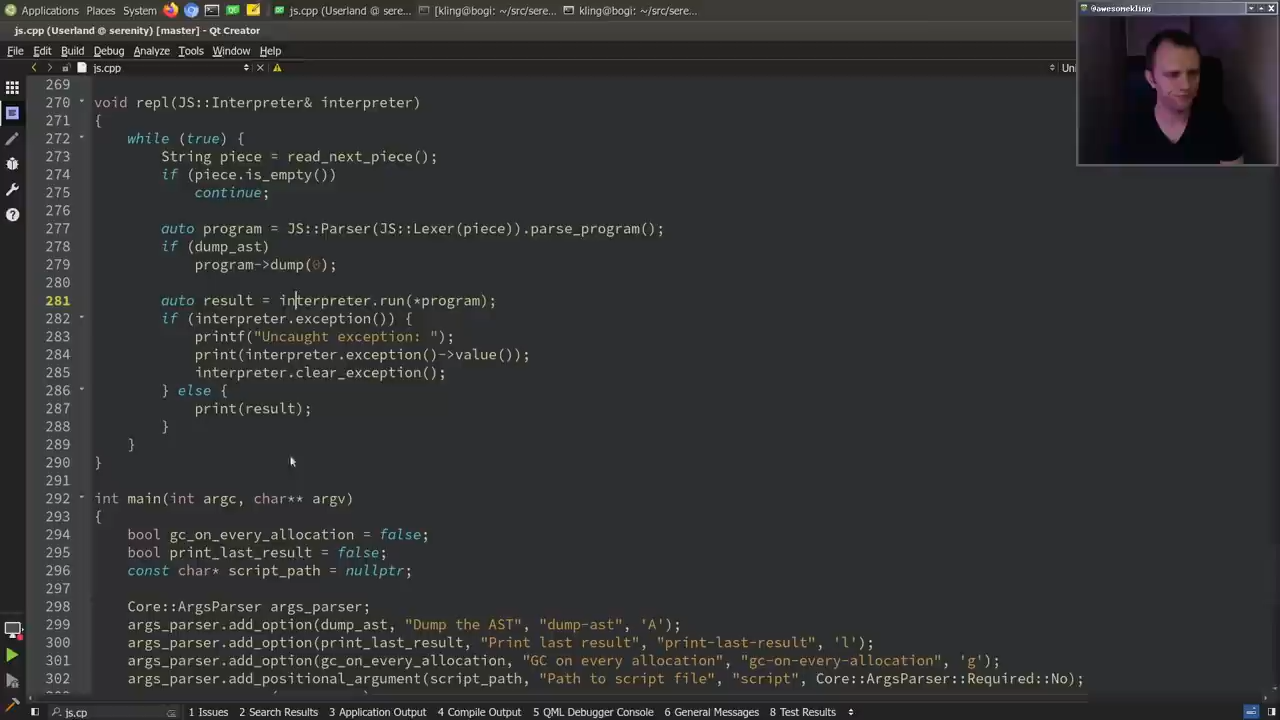 Applications Places System js.cpp (Userland @ sereni... [kling@bogi: ~/src/sere... kling@bogi: ~/src/sere...
@awesomekling
js.cpp (Userland @ serenity) [master] - Qt Creator
File Edit Build Debug Analyze Tools Window Help
js.cpp Uni
269
270 void repl(JS::Interpreter& interpreter)
271 {
272 while (true) {
273 String piece = read_next_piece();
274 if (piece.is_empty())
275 continue;
276
277 auto program = JS::Parser(JS::Lexer(piece)).parse_program();
278 if (dump_ast)
279 program->dump(0);
280
281 auto result = interpreter.run(*program);
282 if (interpreter.exception()) {
283 printf("Uncaught exception: ");
284 print(interpreter.exception()->value());
285 interpreter.clear_exception();
286 } else {
287 print(result);
288 }
289 }
290 }
291
292 int main(int argc, char** argv)
293 {
294 bool gc_on_every_allocation = false;
295 bool print_last_result = false;
296 const char* script_path = nullptr;
297
298 Core::ArgsParser args_parser;
299 args_parser.add_option(dump_ast, "Dump the AST", "dump-ast", 'A');
300 args_parser.add_option(print_last_result, "Print last result", "print-last-result", 'l');
301 args_parser.add_option(gc_on_every_allocation, "GC on every allocation", "gc-on-every-allocation", 'g');
302 args_parser.add_positional_argument(script_path, "Path to script file", "script", Core::ArgsParser::Required::No);
js.cp 1 Issues 2 Search Results 3 Application Output 4 Compile Output 5 QML Debugger Console 6 General Messages 8 Test Results